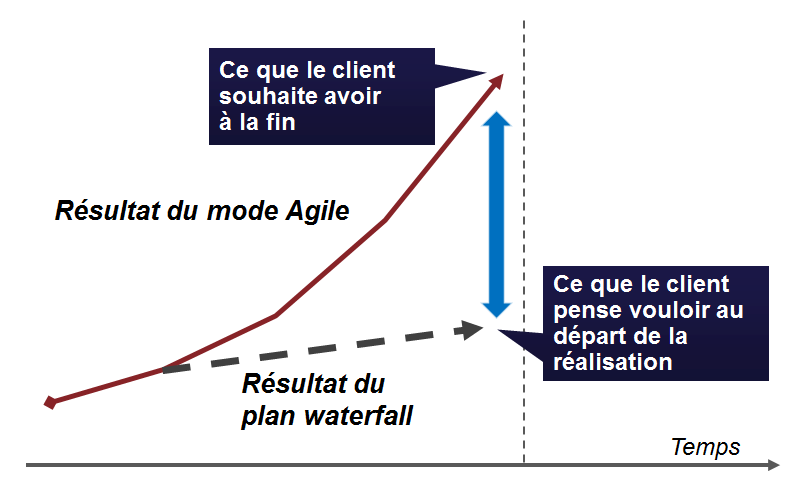 Ce que le client
souhaite avoir
à la fin
Résultat du mode Agile
Ce que le client
pense vouloir au
départ de la
réalisation
Résultat du
plan waterfall
Temps